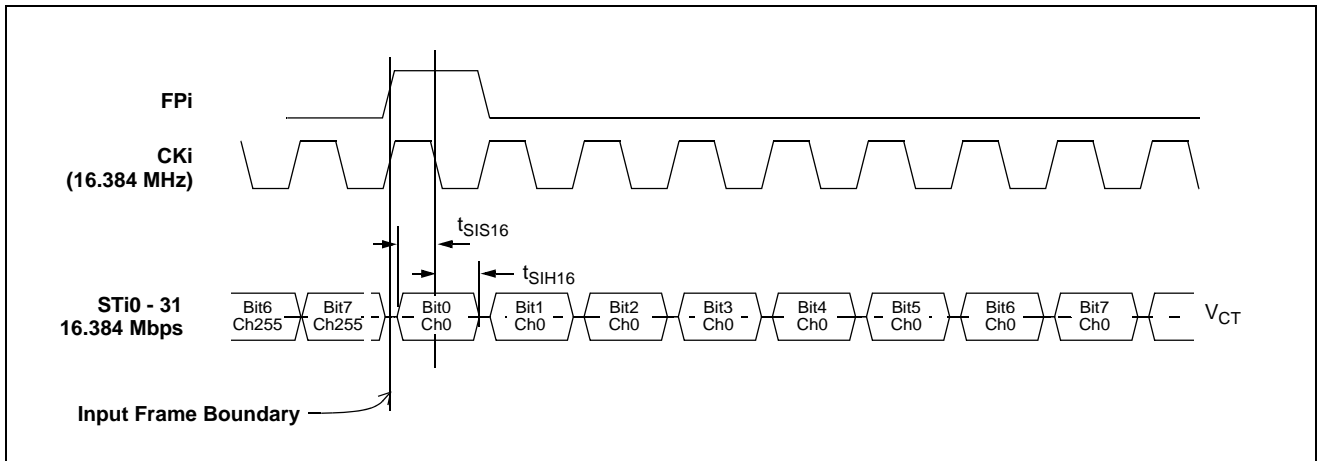 FPi
CKi
(16.384 MHz)
tSIS16
tSIH16
STi0 - 31
16.384 Mbps
Bit6 Ch255
Bit7 Ch255
Bit0 Ch0
Bit1 Ch0
Bit2 Ch0
Bit3 Ch0
Bit4 Ch0
Bit5 Ch0
Bit6 Ch0
Bit7 Ch0
VCT
Input Frame Boundary